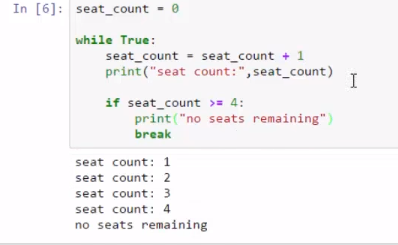 In [6]: seat_count = 0
while True:
seat_count = seat_count + 1
print("seat count:",seat_count)
if seat_count >= 4:
print("no seats remaining")
break
seat count: 1
seat count: 2
seat count: 3
seat count: 4
no seats remaining